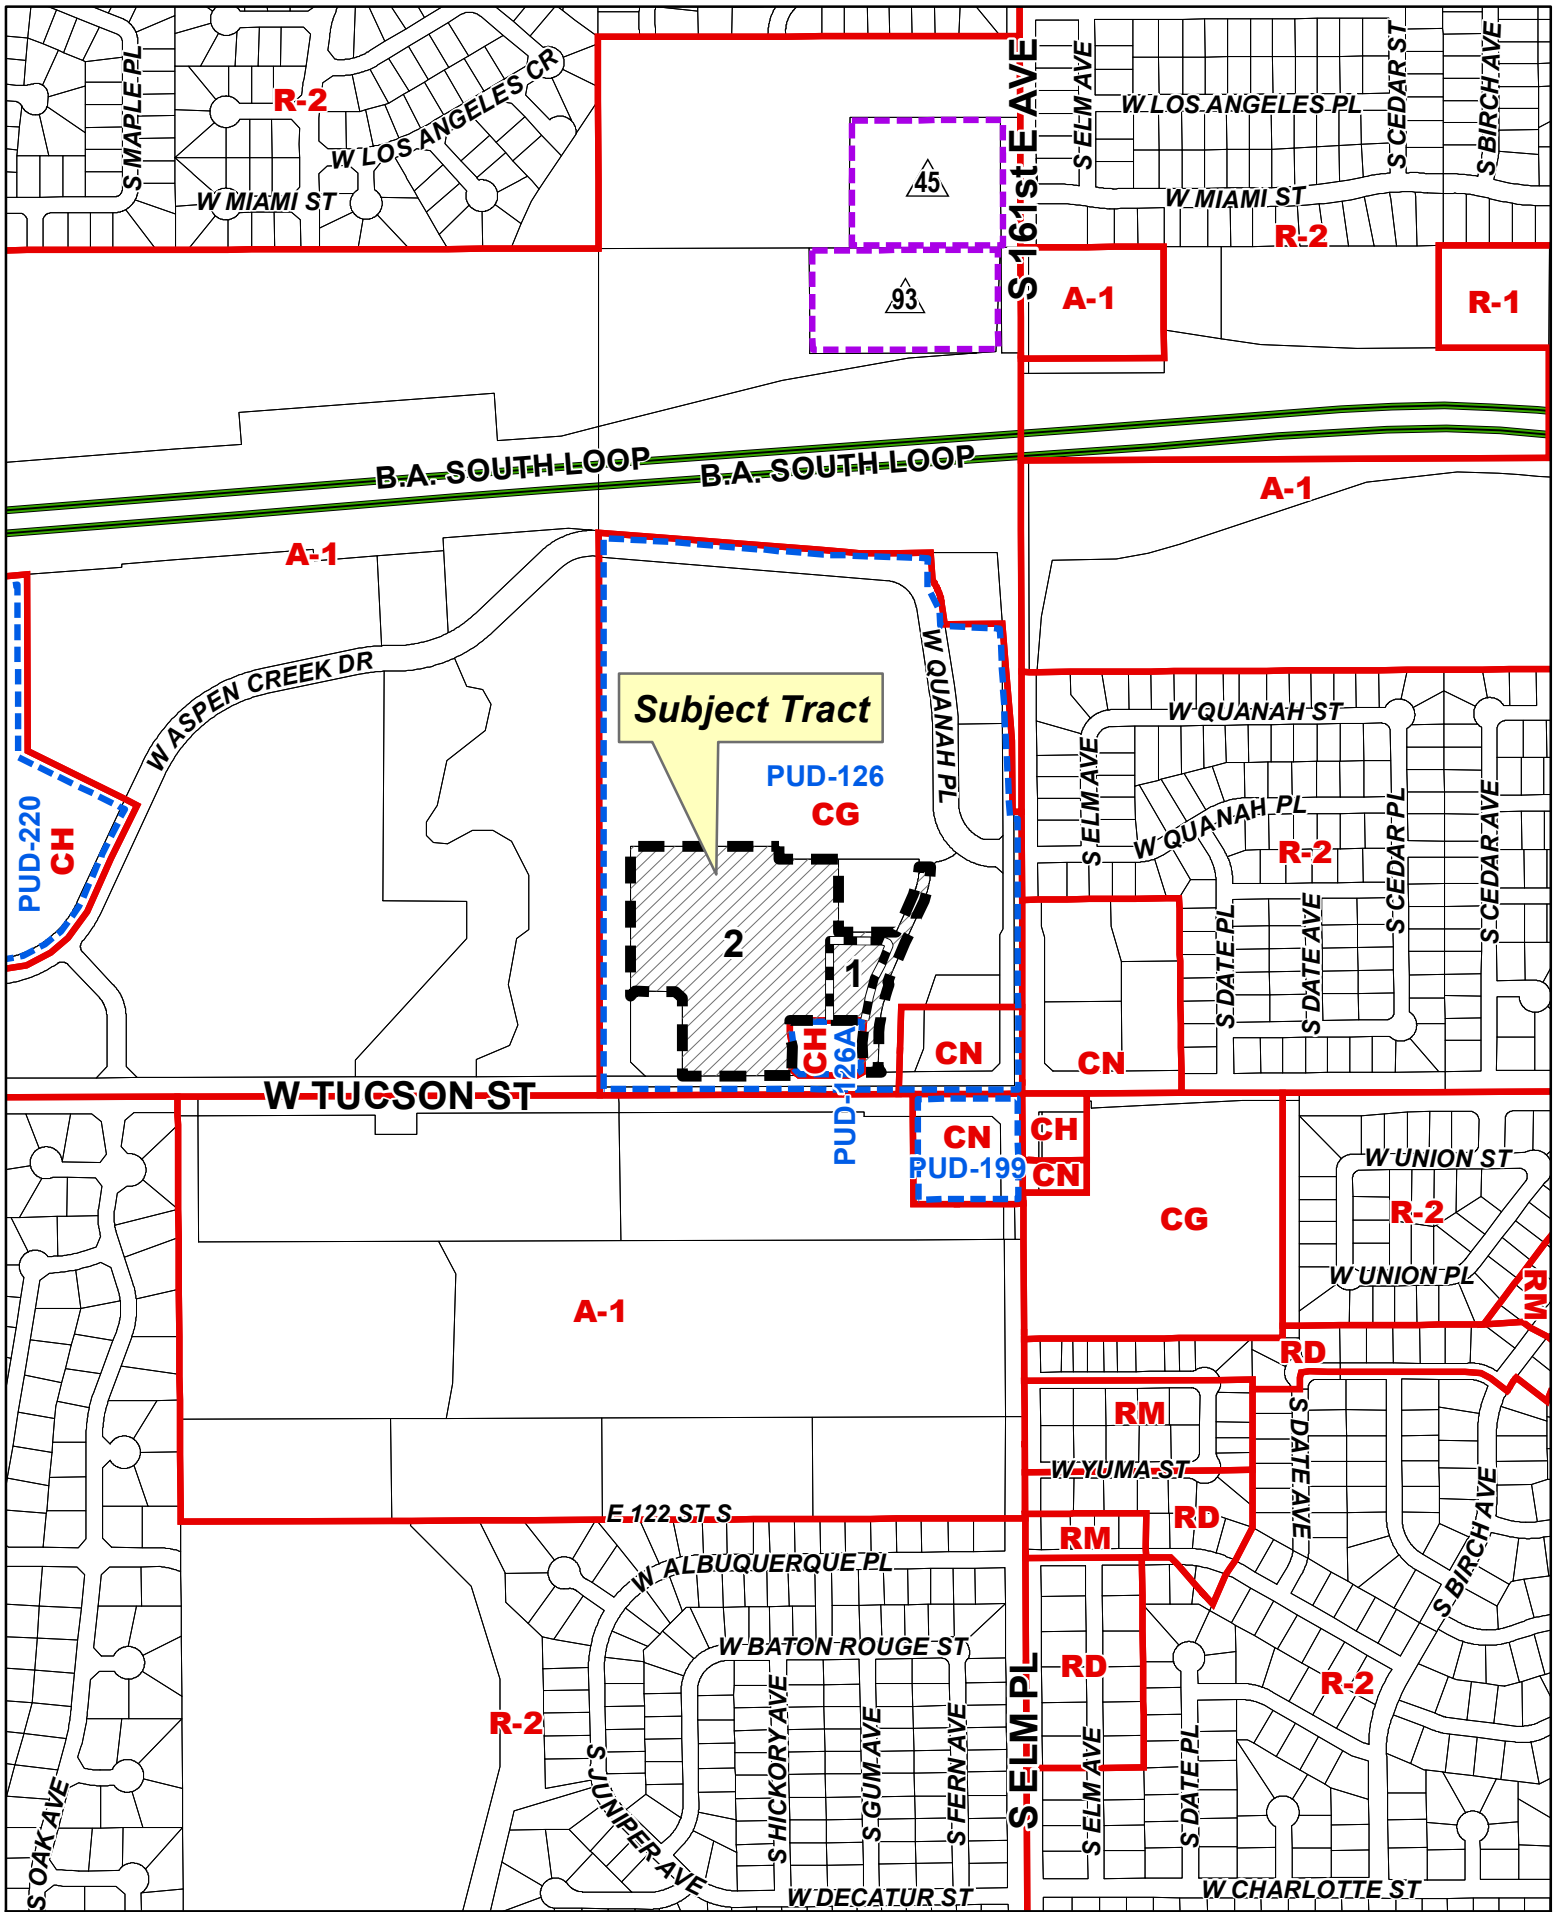 S MAPLE PL
R-2
W LOS ANGELES CR
W MIAMI ST
S 161st E AVE
S ELM AVE
W LOS ANGELES PL
S CEDAR ST
S BIRCH AVE
W MIAMI ST
R-2
45
93
A-1
R-1
B.A. SOUTH LOOP
B.A. SOUTH LOOP
A-1
A-1
W ASPEN CREEK DR
PUD-220
CH
Subject Tract
PUD-126
CG
W QUANAH PL
W QUANAH ST
S ELM AVE
W QUANAH PL
R-2
S CEDAR PL
S CEDAR AVE
S DATE PL
S DATE AVE
2
1
CH
PUD-126A
CN
CN
W TUCSON ST
CN
PUD-199
CH
CN
CG
W UNION ST
R-2
W UNION PL
RM
A-1
RD
RM
S DATE AVE
W YUMA ST
RD
RM
E 122 ST S
W ALBUQUERQUE PL
S BIRCH AVE
W BATON ROUGE ST
RD
R-2
R-2
S HICKORY AVE
S GUM AVE
S FERN AVE
S ELM PL
S ELM AVE
S DATE PL
S JUNIPER AVE
S OAK AVE
W DECATUR ST
W CHARLOTTE ST